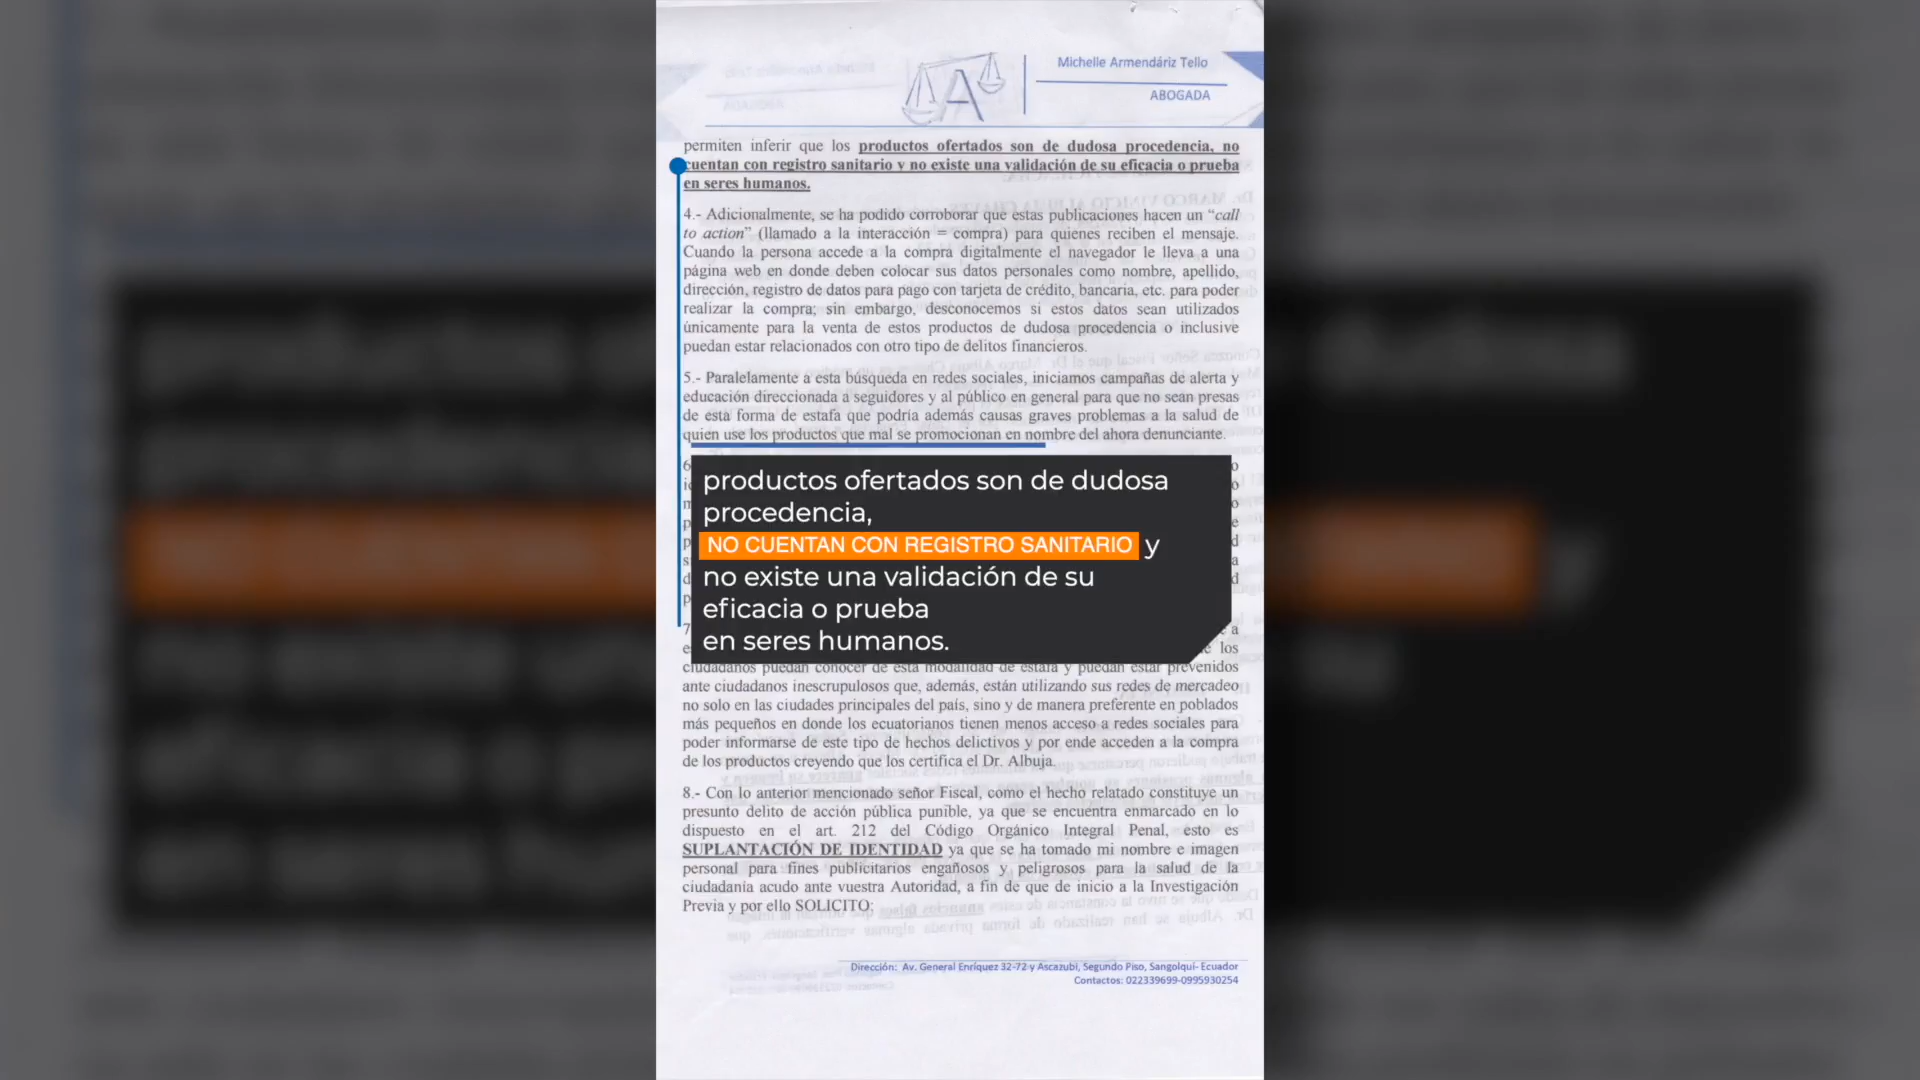 Michelle Armendáriz Tello
ABOGADA
permiten inferir que los productos ofertados son de dudosa procedencia, no
cuentan con registro sanitario y no existe una validación de su eficacia o prueba
en seres humanos.
4.- Adicionalmente, se ha podido corroborar que estas publicaciones hacen un “call
to action” (llamado a la interacción = compra) para quienes reciben el mensaje.
Cuando la persona accede a la compra digitalmente el navegador le lleva a una
página web en donde deben colocar sus datos personales como nombre, apellido,
dirección, registro de datos para pago con tarjeta de crédito, bancaria, etc. para poder
realizar la compra; sin embargo, desconocemos si estos datos sean utilizados
únicamente para la venta de estos productos de dudosa procedencia o inclusive
puedan estar relacionados con otro tipo de delitos financieros.
5.- Paralelamente a esta búsqueda en redes sociales, iniciamos campañas de alerta y
educación direccionada a seguidores y al público en general para que no sean presas
de esta forma de estafa que podría además causas graves problemas a la salud de
quien use los productos que mal se promocionan en nombre del ahora denunciante.
productos ofertados son de dudosa
procedencia,
NO CUENTAN CON REGISTRO SANITARIO y
no existe una validación de su
eficacia o prueba
en seres humanos.
los
ciudadanos puedan conocer de esta modalidad de estafa y puedan estar prevenidos
ante ciudadanos inescrupulosos que, además, están utilizando sus redes de mercadeo
no solo en las ciudades principales del país, sino y de manera preferente en poblados
más pequeños en donde los ecuatorianos tienen menos acceso a redes sociales para
poder informarse de este tipo de hechos delictivos y por ende acceden a la compra
de los productos creyendo que los certifica el Dr. Albuja.
8.- Con lo anterior mencionado señor Fiscal, como el hecho relatado constituye un
presunto delito de acción pública punible, ya que se encuentra enmarcado en lo
dispuesto en el art. 212 del Código Orgánico Integral Penal, esto es
SUPLANTACIÓN DE IDENTIDAD ya que se ha tomado mi nombre e imagen
personal para fines publicitarios engañosos y peligrosos para la salud de la
ciudadanía acudo ante vuestra Autoridad, a fin de que de inicio a la Investigación
Previa y por ello SOLICITO:
Dirección: Av. General Enríquez 32-72 y Ascazubi, Segundo Piso, Sangolquí- Ecuador
Contactos: 022339699-0995930254